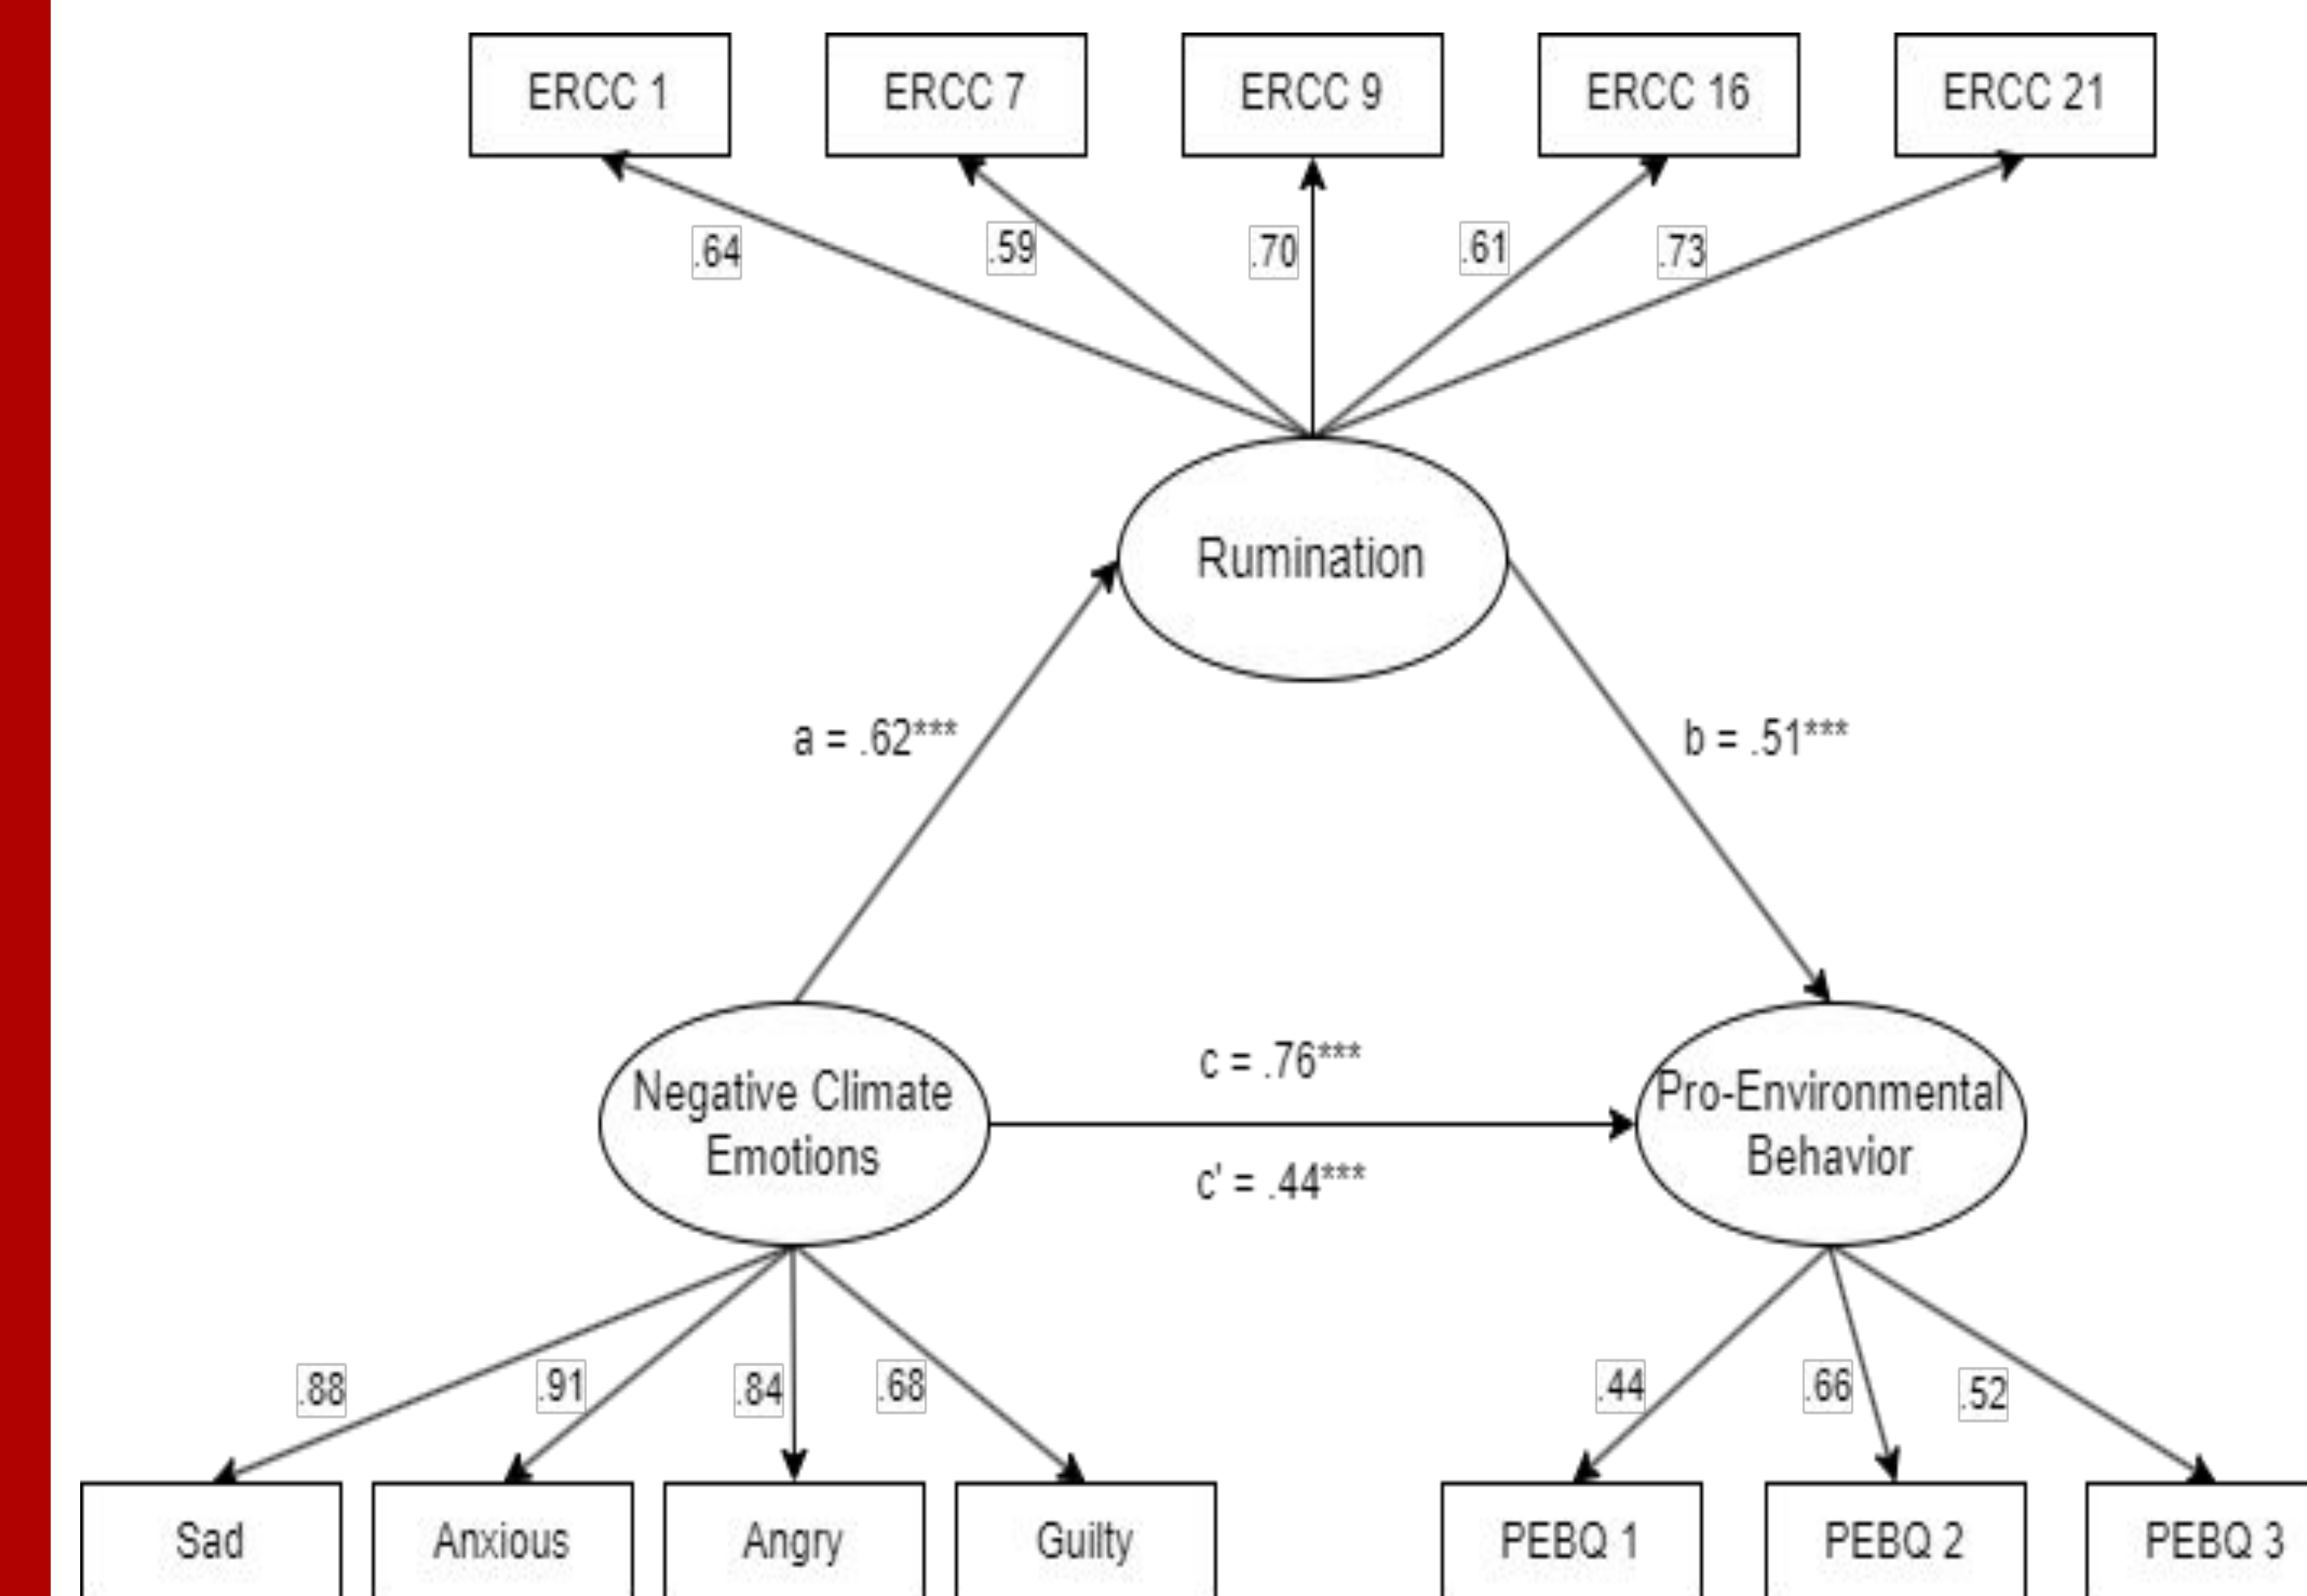 ERCC 1
ERCC 7
ERCC 9
ERCC 16
ERCC 21
.64
.59
.70
.61
.73
Rumination
a = .62***
b = .51***
c = .76***
Negative Climate
Emotions
Pro-Environmental
Behavior
c' = .44***
.88
.91
.84
.68
.44
.66
.52
Sad
Anxious
Angry
Guilty
PEBQ 1
PEBQ 2
PEBQ 3